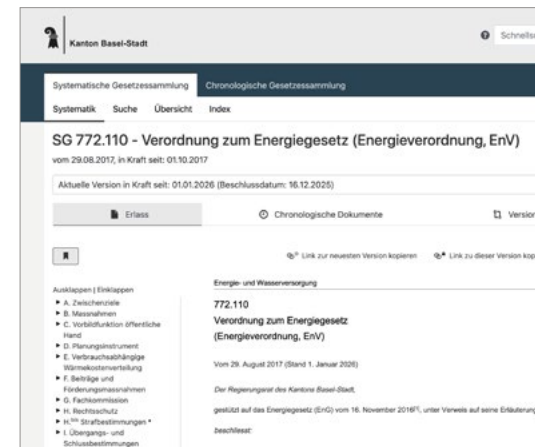 Kanton Basel-Stadt
Schnells
Systematische Gesetzessammlung Chronologische Gesetzessammlung
Systematik Suche Übersicht Index
SG 772.110 - Verordnung zum Energiegesetz (Energieverordnung, EnV)
vom 29.08.2017, in Kraft seit: 01.10.2017
Aktuelle Version in Kraft seit: 01.01.2026 (Beschlussdatum: 16.12.2025)
Erlass Chronologische Dokumente Version
Link zur neuesten Version kopieren Link zu dieser Version kop
Ausklappen | Einklappen
A. Zwischenziele
B. Massnahmen
C. Vorbildfunktion öffentliche
Hand
D. Planungsinstrument
E. Verbrauchsabhängige
Wärmekostenverteilung
F. Beiträge und
Förderungsmassnahmen
G. Fachkommission
H. Rechtsschutz
H.bis Strafbestimmungen *
I. Übergangs- und
Schlussbestimmungen
Energie- und Wasserversorgung
772.110
Verordnung zum Energiegesetz
(Energieverordnung, EnV)
Vom 29. August 2017 (Stand 1. Januar 2026)
Der Regierungsrat des Kantons Basel-Stadt,
gestützt auf das Energiegesetz (EnG) vom 16. November 2016[1], unter Verweis auf seine Erläuterung
beschliesst: